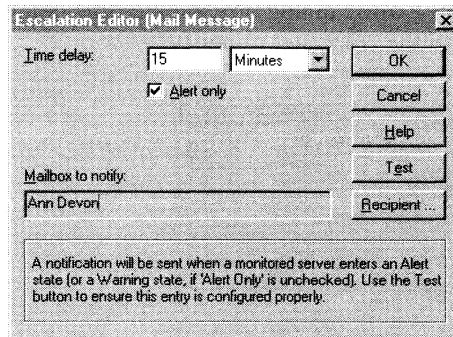 Escalation Editor (Mail Message)
Time delay: 15 Minutes OK
Alert only Cancel
Help
Test
Mailbox to notify:
Ann Devon Recipient ...
A notification will be sent when a monitored server enters an Alert
state (or a Warning state, if 'Alert Only' is unchecked). Use the Test
button to ensure this entry is configured properly.